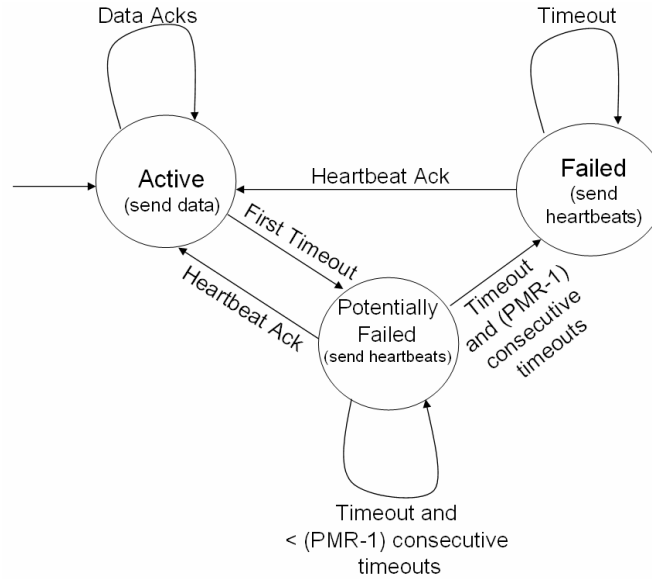 Data Acks
Timeout
Active
(send data)
Failed
(send
heartbeats)
Heartbeat Ack
First Timeout
Heartbeat Ack
Potentially
Failed
(send heartbeats)
Timeout
and (PMR-1)
consecutive
timeouts
Timeout and
< (PMR-1) consecutive
timeouts